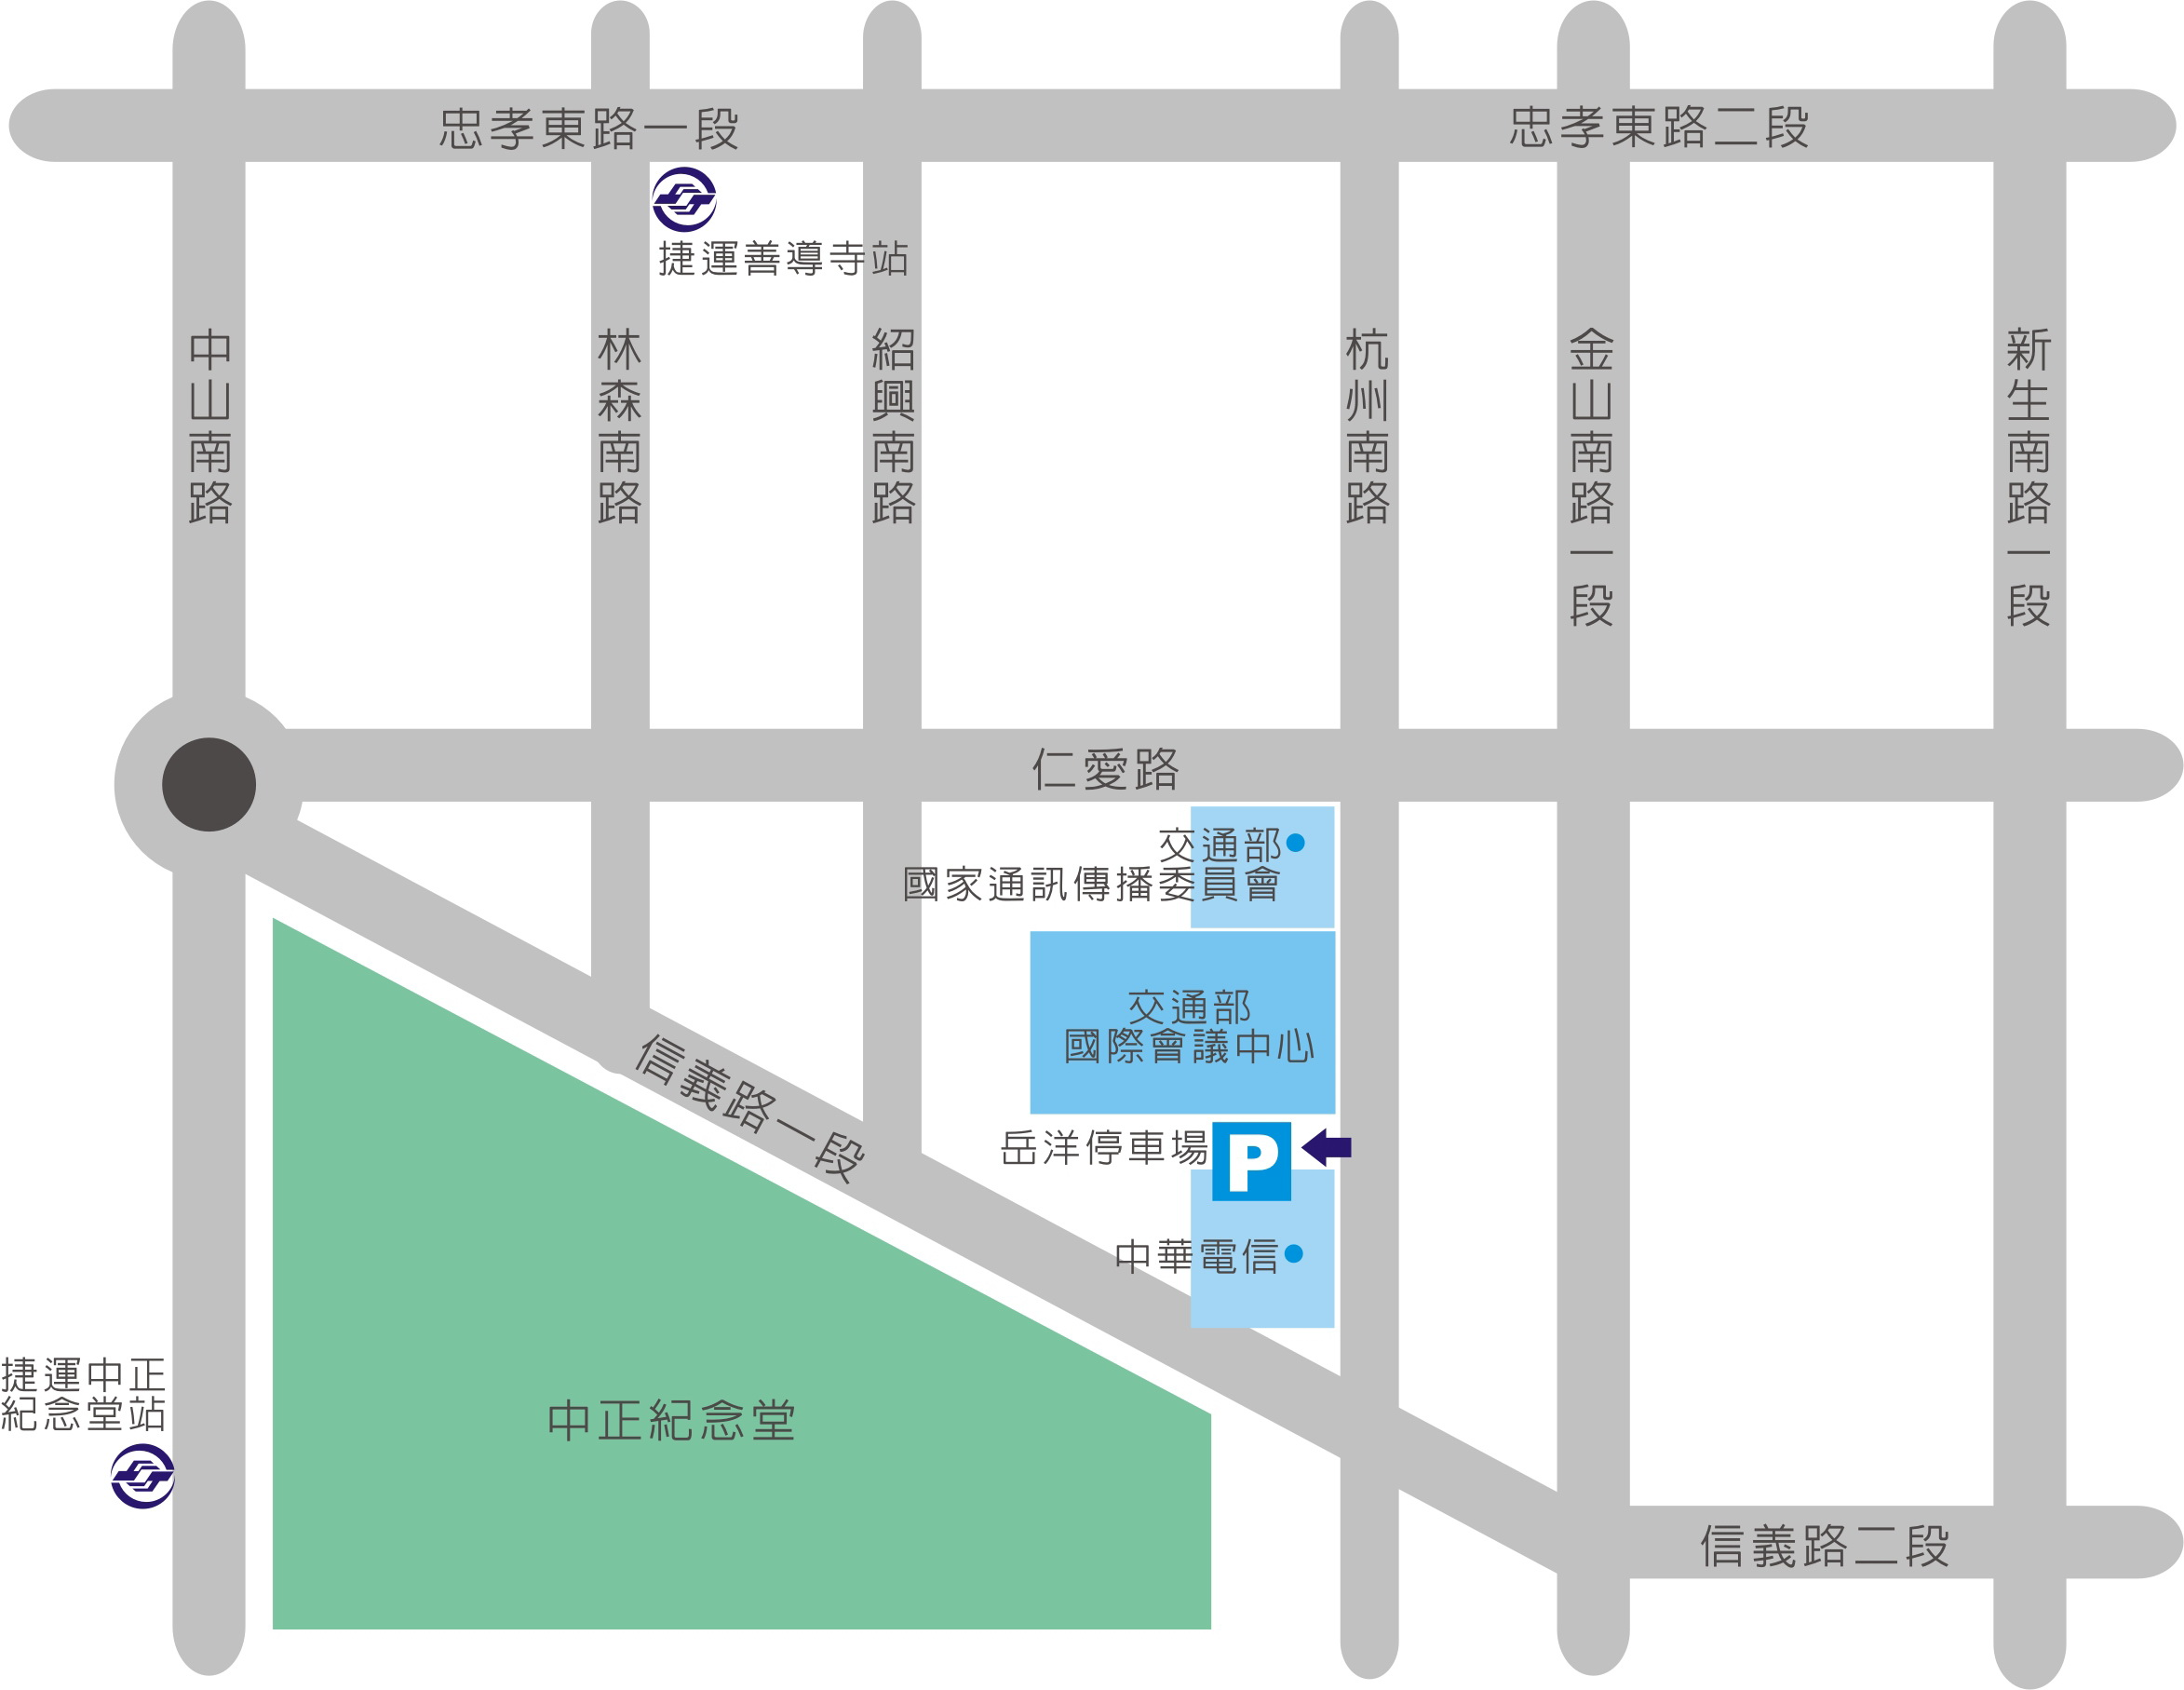 忠孝東路一段
忠孝東路二段
捷運善導寺站
中山南路
林森南路
紹興南路
杭州南路
金山南路一段
新生南路一段
仁愛路
交通部
國家通訊傳播委員會
交通部
國際會議中心
信義路一段
岳洋停車場
P
中華電信
捷運中正
紀念堂站
中正紀念堂
信義路二段